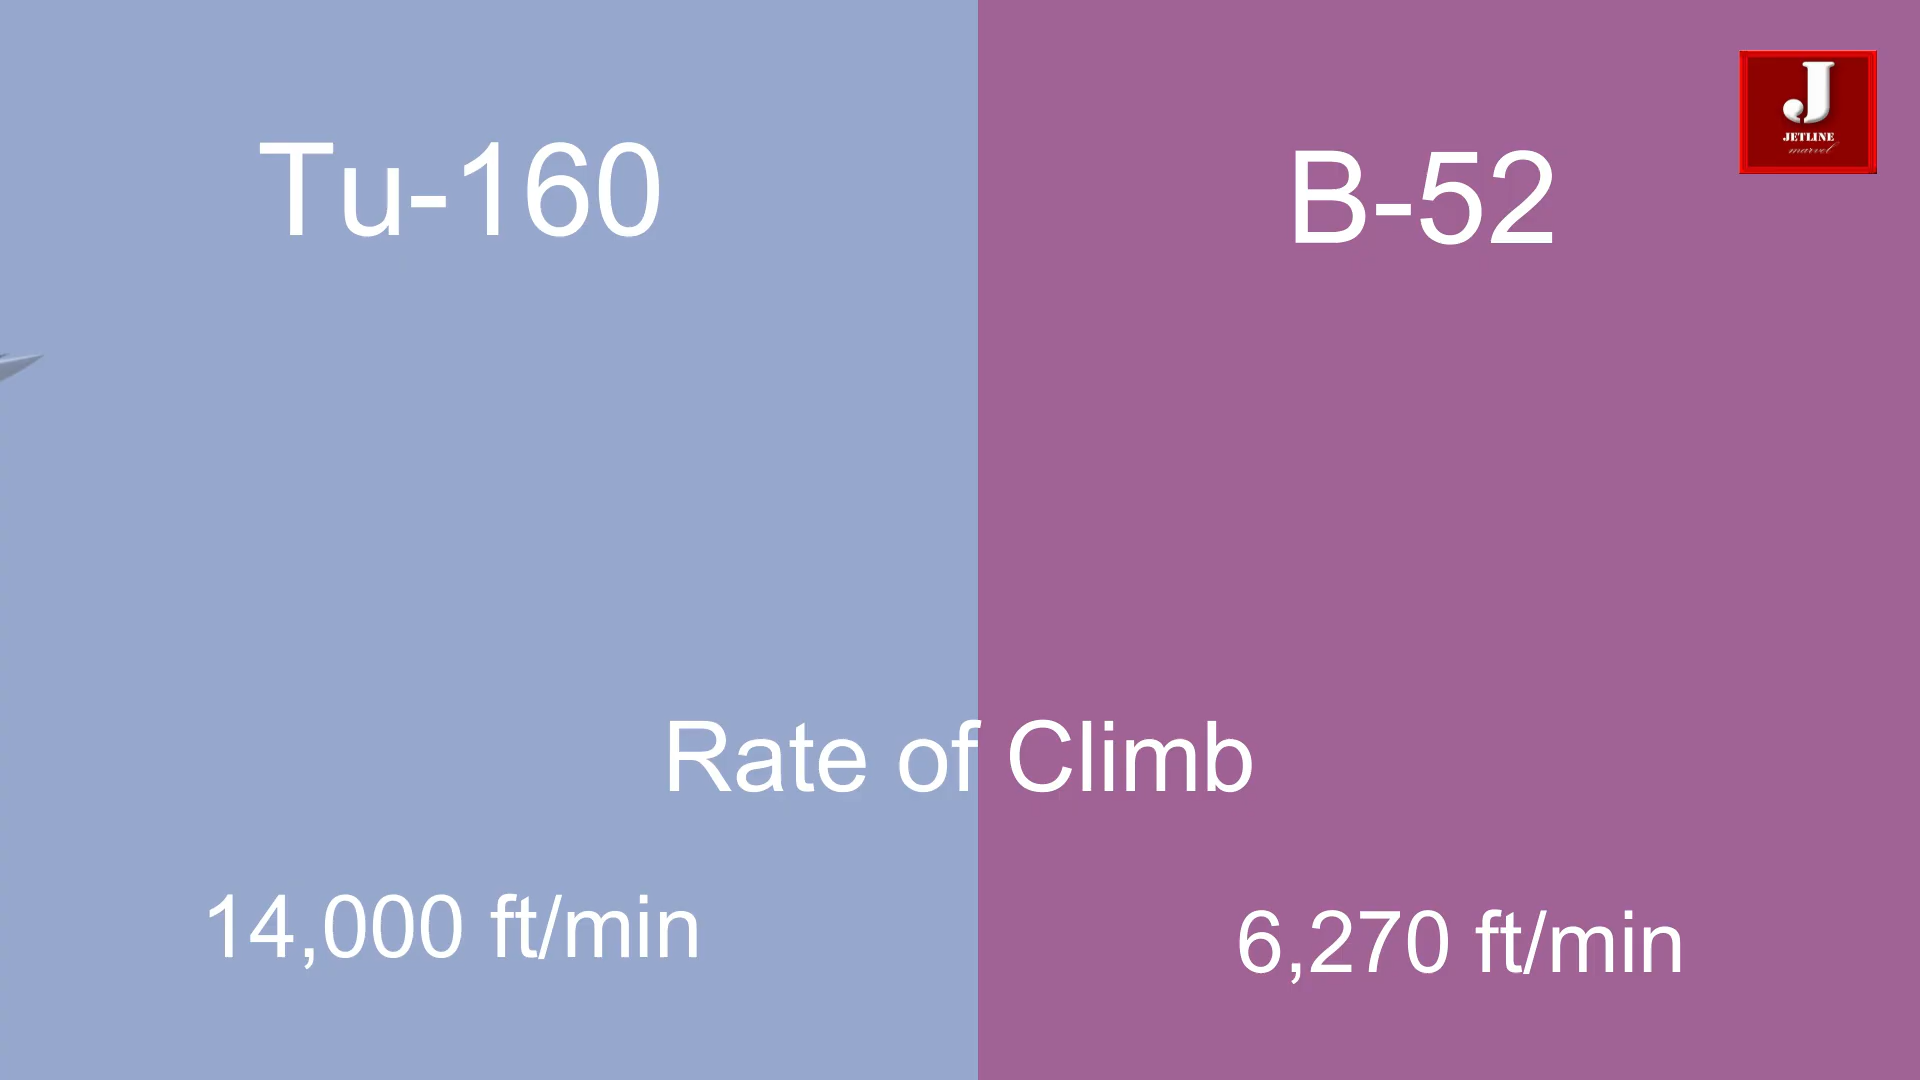 Tu-160
B-52
J
JETLINE
marvel
Rate of Climb
14,000 ft/min
6,270 ft/min